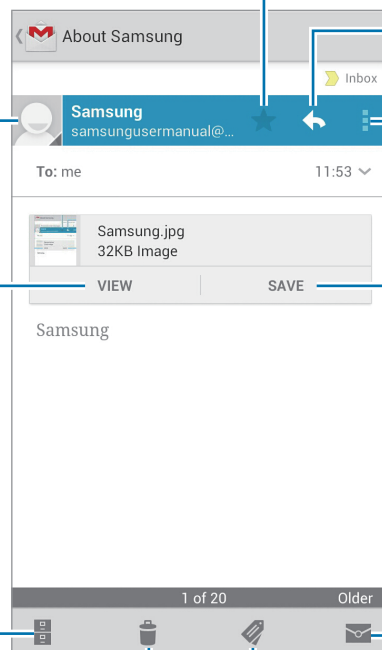 About Samsung
Inbox
Samsung
samsungusermanual@...
To: me 11:53
Samsung.jpg
32KB Image
VIEW SAVE
Samsung
1 of 20 Older